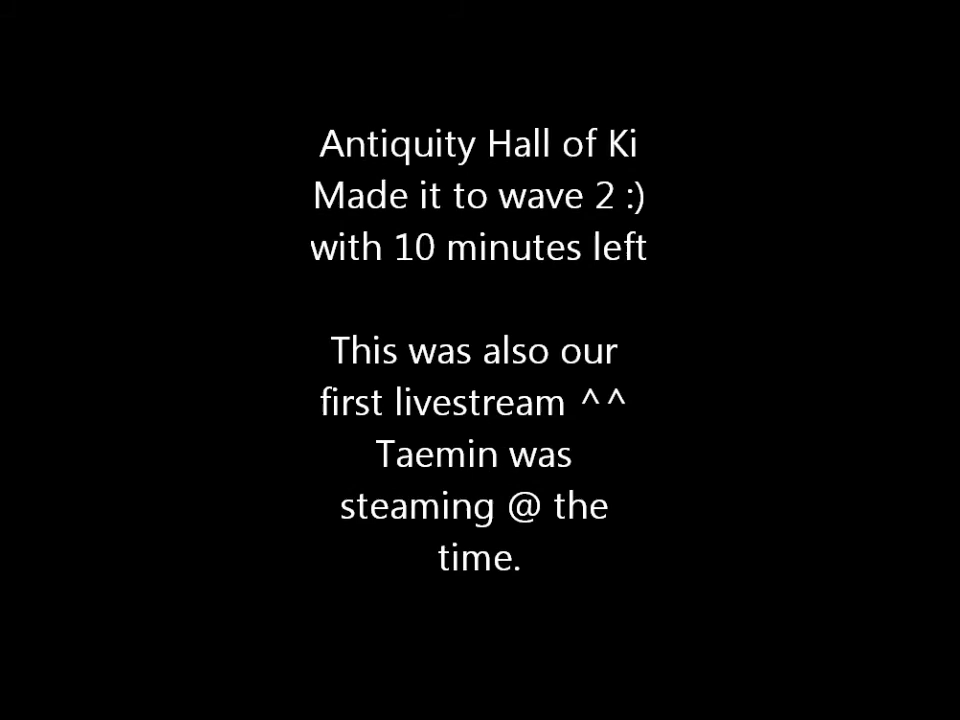 Antiquity Hall of Ki
Made it to wave 2 :)
with 10 minutes left
This was also our
first livestream ^^
Taemin was
steaming @ the
time.